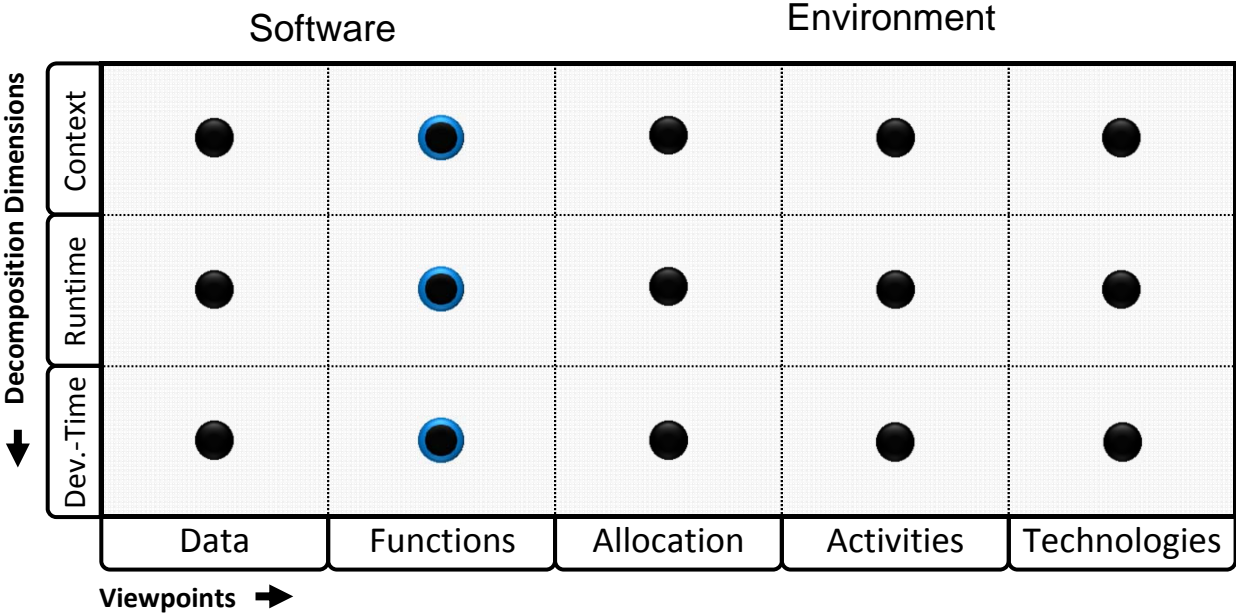 Software
Environment
Decomposition Dimensions
Context
Runtime
Dev.-Time
Data
Functions
Allocation
Activities
Technologies
Viewpoints